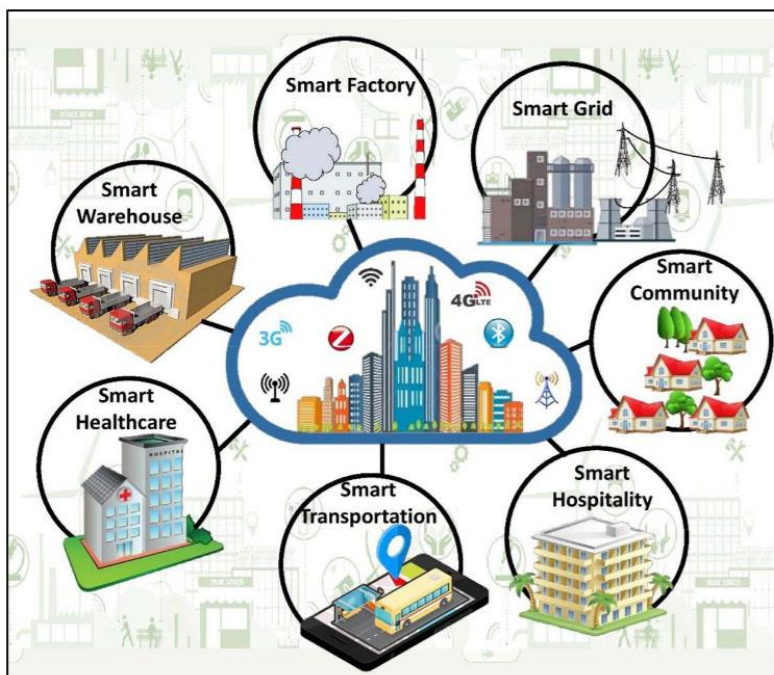 Smart Factory
Smart Grid
Smart
Warehouse
Smart
Community
3G
4G LTE
Smart
Healthcare
HOSPITAL
Smart
Transportation
Smart
Hospitality